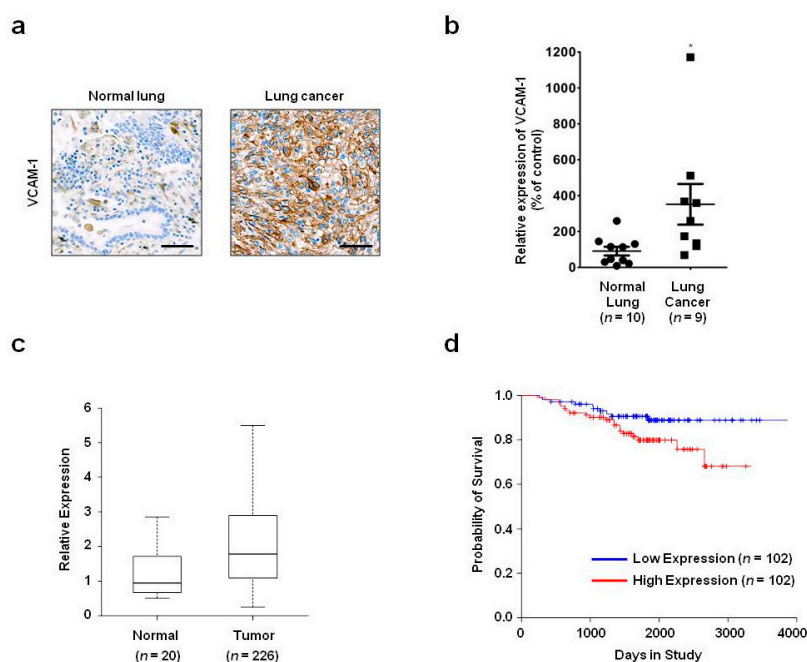 a
Normal lung
Lung cancer
VCAM-1
b
*
Relative expression of VCAM-1
(% of control)
1200
1000
800
600
400
200
0
Normal
Lung
(n = 10)
Lung
Cancer
(n = 9)
c
Relative Expression
6
5
4
3
2
1
0
Normal
(n = 20)
Tumor
(n = 226)
d
Probability of Survival
1.0
0.8
0.6
0.4
0.2
0.0
Low Expression (n = 102)
High Expression (n = 102)
0
1000
2000
3000
4000
Days in Study